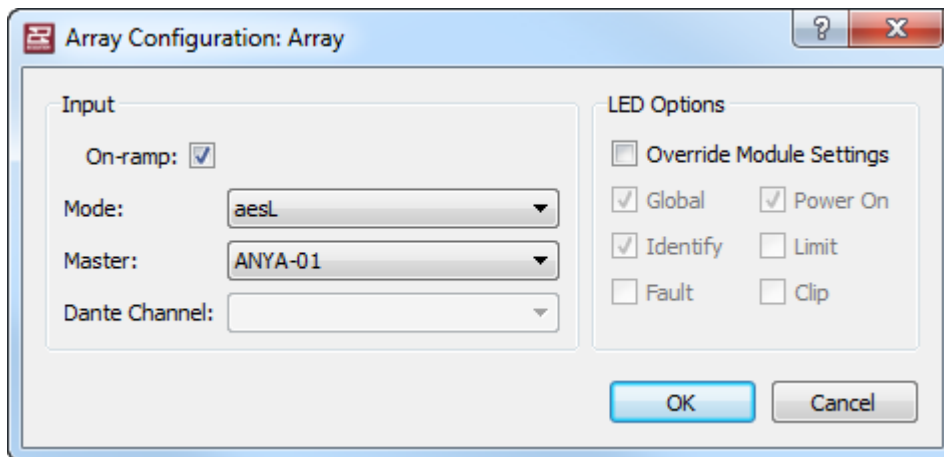 Array Configuration: Array
Input
On-ramp:
Mode: aesL
Master: ANYA-01
Dante Channel:
LED Options
Override Module Settings
Global Power On
Identify Limit
Fault Clip
OK Cancel